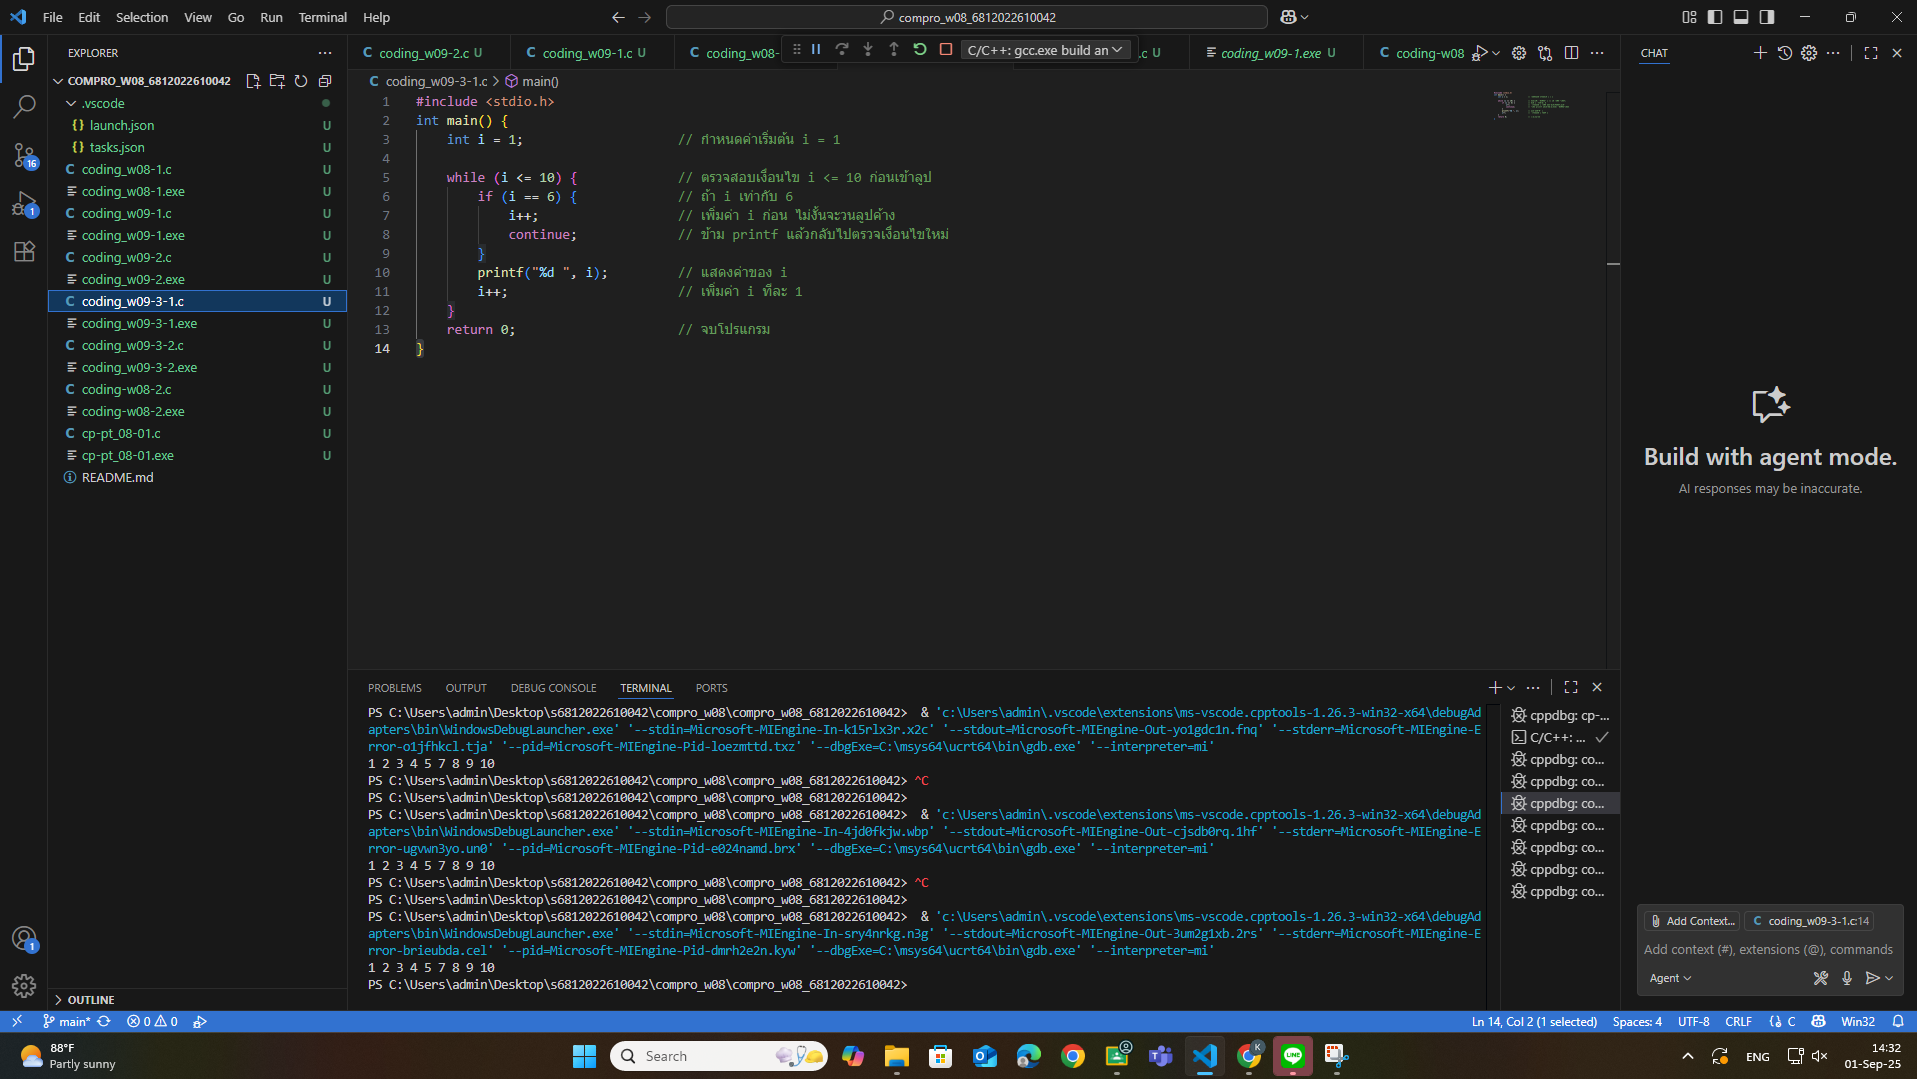 File Edit Selection View Go Run Terminal Help
compro_w08_6812022610042
EXPLORER
COMPRO_W08_6812022610042
.vscode
launch.json U
tasks.json U
coding_w08-1.c U
coding_w08-1.exe U
coding_w09-1.c U
coding_w09-1.exe U
coding_w09-2.c U
coding_w09-2.exe U
coding_w09-3-1.c U
coding_w09-3-1.exe U
coding_w09-3-2.c U
coding_w09-3-2.exe U
coding-w08-2.c U
coding-w08-2.exe U
cp-pt_08-01.c U
cp-pt_08-01.exe U
README.md
OUTLINE
16
1
1
coding_w09-2.c U
coding_w09-1.c U
coding_w08-
C/C++: gcc.exe build an
.c U
coding_w09-1.exe U
coding-w08
coding_w09-3-1.c > main()
1 #include <stdio.h>
2 int main() {
3 int i = 1; // กำหนดค่าเริ่มต้น i = 1
4
5 while (i <= 10) { // ตรวจสอบเงื่อนไข i <= 10 ก่อนเข้าลูป
6 if (i == 6) { // ถ้า i เท่ากับ 6
7 i++; // เพิ่มค่า i ก่อน ไม่งั้นจะวนลูปค้าง
8 continue; // ข้าม printf แล้วกลับไปตรวจเงื่อนไขใหม่
9 }
10 printf("%d ", i); // แสดงค่าของ i
11 i++; // เพิ่มค่า i ทีละ 1
12 }
13 return 0; // จบโปรแกรม
14 }
PROBLEMS OUTPUT DEBUG CONSOLE TERMINAL PORTS
PS C:\Users\admin\Desktop\s6812022610042\compro_w08\compro_w08_6812022610042> & 'c:\Users\admin\.vscode\extensions\ms-vscode.cpptools-1.26.3-win32-x64\debugAd
apters\bin\WindowsDebugLauncher.exe' '--stdin=Microsoft-MIEngine-In-k15rlx3r.x2c' '--stdout=Microsoft-MIEngine-Out-yo1gdc1n.fnq' '--stderr=Microsoft-MIEngine-E
rror-o1jfhkcl.tja' '--pid=Microsoft-MIEngine-Pid-loezmttd.txz' '--dbgExe=C:\msys64\ucrt64\bin\gdb.exe' '--interpreter=mi'
1 2 3 4 5 7 8 9 10
PS C:\Users\admin\Desktop\s6812022610042\compro_w08\compro_w08_6812022610042> ^C
PS C:\Users\admin\Desktop\s6812022610042\compro_w08\compro_w08_6812022610042>
PS C:\Users\admin\Desktop\s6812022610042\compro_w08\compro_w08_6812022610042> & 'c:\Users\admin\.vscode\extensions\ms-vscode.cpptools-1.26.3-win32-x64\debugAd
apters\bin\WindowsDebugLauncher.exe' '--stdin=Microsoft-MIEngine-In-4jd0fkjw.wbp' '--stdout=Microsoft-MIEngine-Out-cjsdb0rq.1hf' '--stderr=Microsoft-MIEngine-E
rror-ugvwn3yo.un0' '--pid=Microsoft-MIEngine-Pid-e024namd.brx' '--dbgExe=C:\msys64\ucrt64\bin\gdb.exe' '--interpreter=mi'
1 2 3 4 5 7 8 9 10
PS C:\Users\admin\Desktop\s6812022610042\compro_w08\compro_w08_6812022610042> ^C
PS C:\Users\admin\Desktop\s6812022610042\compro_w08\compro_w08_6812022610042>
PS C:\Users\admin\Desktop\s6812022610042\compro_w08\compro_w08_6812022610042> & 'c:\Users\admin\.vscode\extensions\ms-vscode.cpptools-1.26.3-win32-x64\debugAd
apters\bin\WindowsDebugLauncher.exe' '--stdin=Microsoft-MIEngine-In-sry4nrkg.n3g' '--stdout=Microsoft-MIEngine-Out-3um2g1xb.2rs' '--stderr=Microsoft-MIEngine-E
rror-brieubda.cel' '--pid=Microsoft-MIEngine-Pid-dmrh2e2n.kyw' '--dbgExe=C:\msys64\ucrt64\bin\gdb.exe' '--interpreter=mi'
1 2 3 4 5 7 8 9 10
PS C:\Users\admin\Desktop\s6812022610042\compro_w08\compro_w08_6812022610042>
cppdbg: cp-...
C/C++: ...
cppdbg: co...
cppdbg: co...
cppdbg: co...
cppdbg: co...
cppdbg: co...
cppdbg: co...
cppdbg: co...
CHAT
Build with agent mode.
AI responses may be inaccurate.
Add Context... coding_w09-3-1.c:14
Add context (#), extensions (@), commands
Agent
main* 0 0
Ln 14, Col 2 (1 selected) Spaces: 4 UTF-8 CRLF {} C Win32
88°F
Partly sunny
Search
K
LINE
ENG
14:32
01-Sep-25